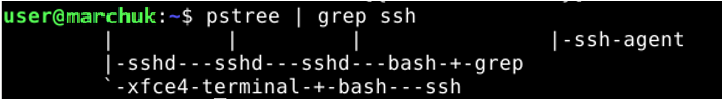 user@marchuk:~$ pstree | grep ssh
        |          |          |                |-ssh-agent
        |-sshd---sshd---sshd---bash-+-grep
        `-xfce4-terminal-+-bash---ssh